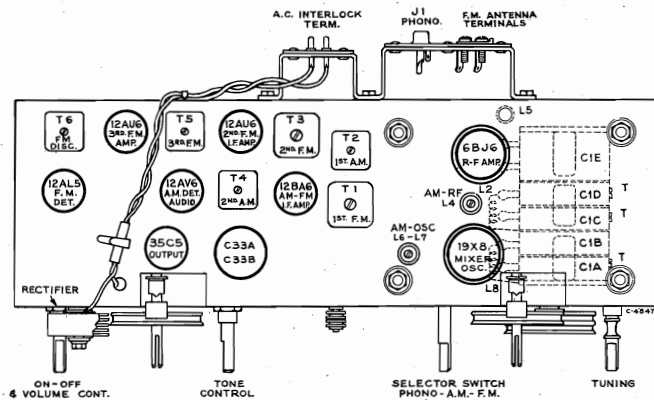 A.C. INTERLOCK
TERM.
J1
PHONO.
F.M. ANTENNA
TERMINALS
T6
FM
DISC.
12AU6
3RD. F.M.
AMP.
T5
3RD. F.M.
12AU6
2ND. F.M.
I.F. AMP.
T3
2ND. F.M.
T2
1ST. A.M.
L5
6BJ6
R-F AMP.
C1E
12AL5
F.M.
DET.
12AV6
A.M. DET.
AUDIO
T4
2ND A.M.
12BA6
AM-FM
I.F. AMP.
T1
1ST. F.M.
AM-RF
L4
L2
C1D
T
C1C
T
35C5
OUTPUT
C33A
C33B
AM-OSC
L6-L7
19X8
MIXER
OSC.
C1B
T
C1A
L8
RECTIFIER
C-4847
ON-OFF
& VOLUME CONT.
TONE
CONTROL
SELECTOR SWITCH
PHONO-A.M.-F.M.
TUNING